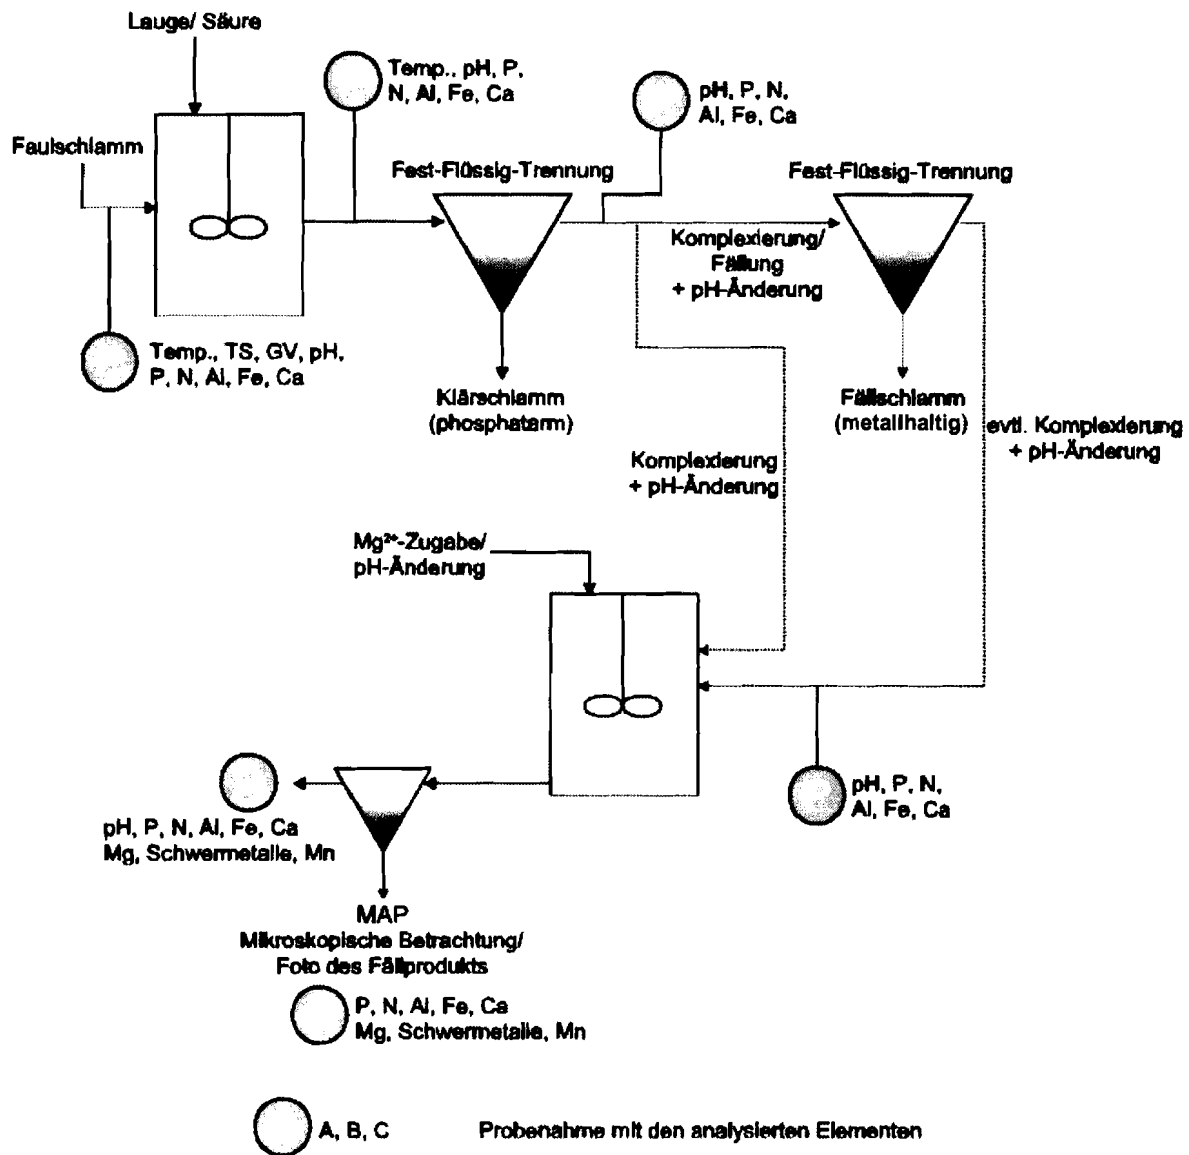 Lauge/ Säure
Temp., pH, P,
N, Al, Fe, Ca
pH, P, N,
Al, Fe, Ca
Faulschlamm
Fest-Flüssig-Trennung
Fest-Flüssig-Trennung
Komplexierung/
Fällung
+ pH-Änderung
Temp., TS, GV, pH,
P, N, Al, Fe, Ca
Klärschlamm
(phosphatarm)
Fällschlamm
(metallhaltig)
evtl. Komplexierung
+ pH-Änderung
Komplexierung
+ pH-Änderung
Mg²⁺-Zugabe/
pH-Änderung
pH, P, N,
Al, Fe, Ca
pH, P, N, Al, Fe, Ca
Mg, Schwermetalle, Mn
MAP
Mikroskopische Betrachtung/
Foto des Fällprodukts
P, N, Al, Fe, Ca
Mg, Schwermetalle, Mn
A, B, C
Probenahme mit den analysierten Elementen